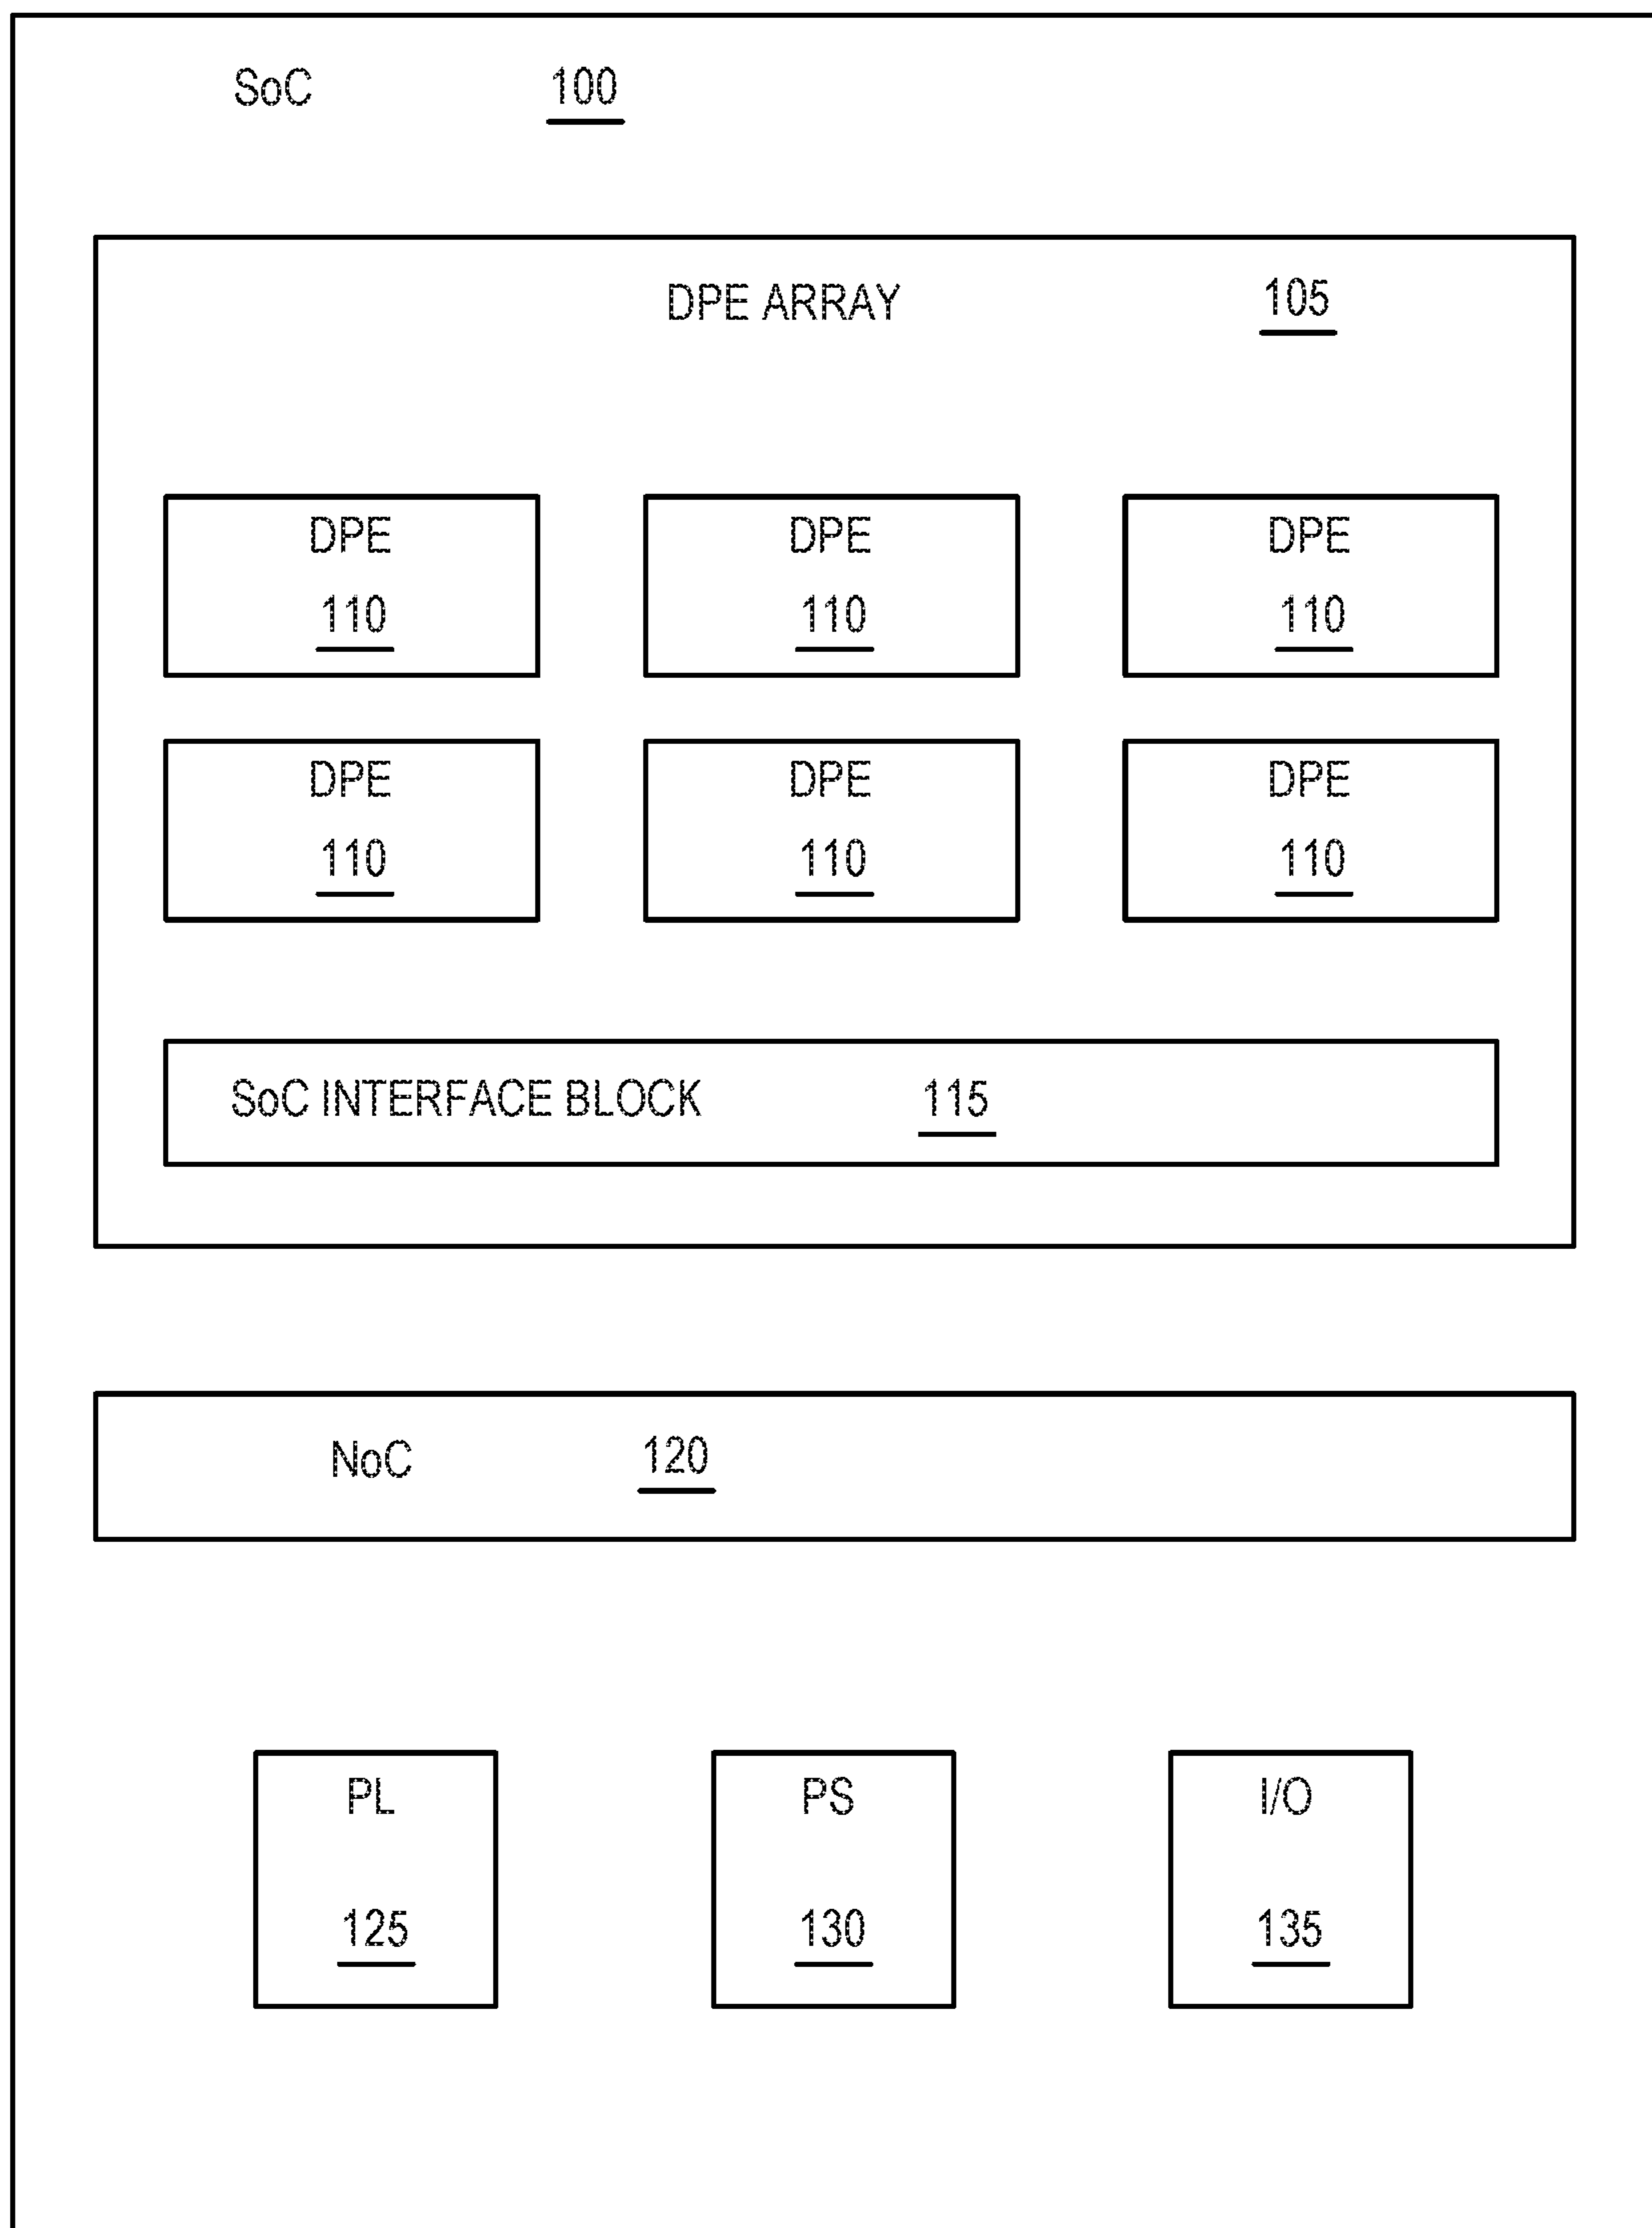 SoC 100
DPE ARRAY 105
DPE DPE DPE
110 110 110
DPE DPE DPE
110 110 110
SoC INTERFACE BLOCK 115
NoC 120
PL PS I/O
125 130 135